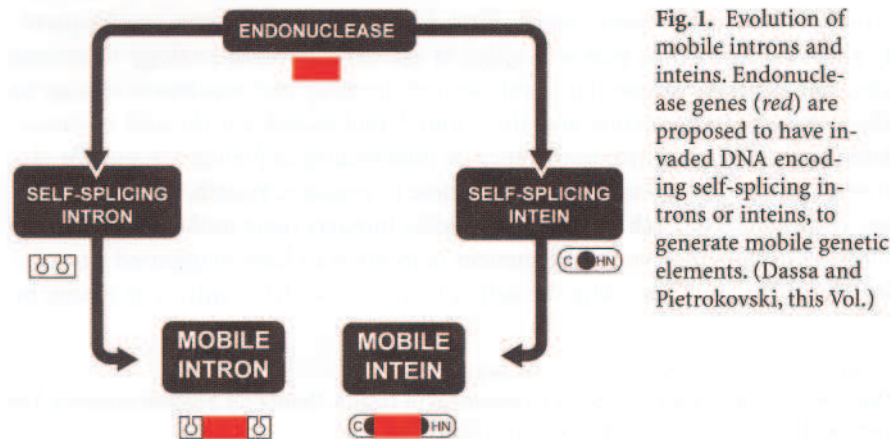 ENDONUCLEASE
SELF-SPLICING
INTRON
SELF-SPLICING
INTEIN
C HN
MOBILE
INTRON
MOBILE
INTEIN
C HN
Fig. 1. Evolution of
mobile introns and
inteins. Endonucle-
ase genes (red) are
proposed to have in-
vaded DNA encod-
ing self-splicing in-
trons or inteins, to
generate mobile genetic
elements. (Dassa and
Pietrokovski, this Vol.)